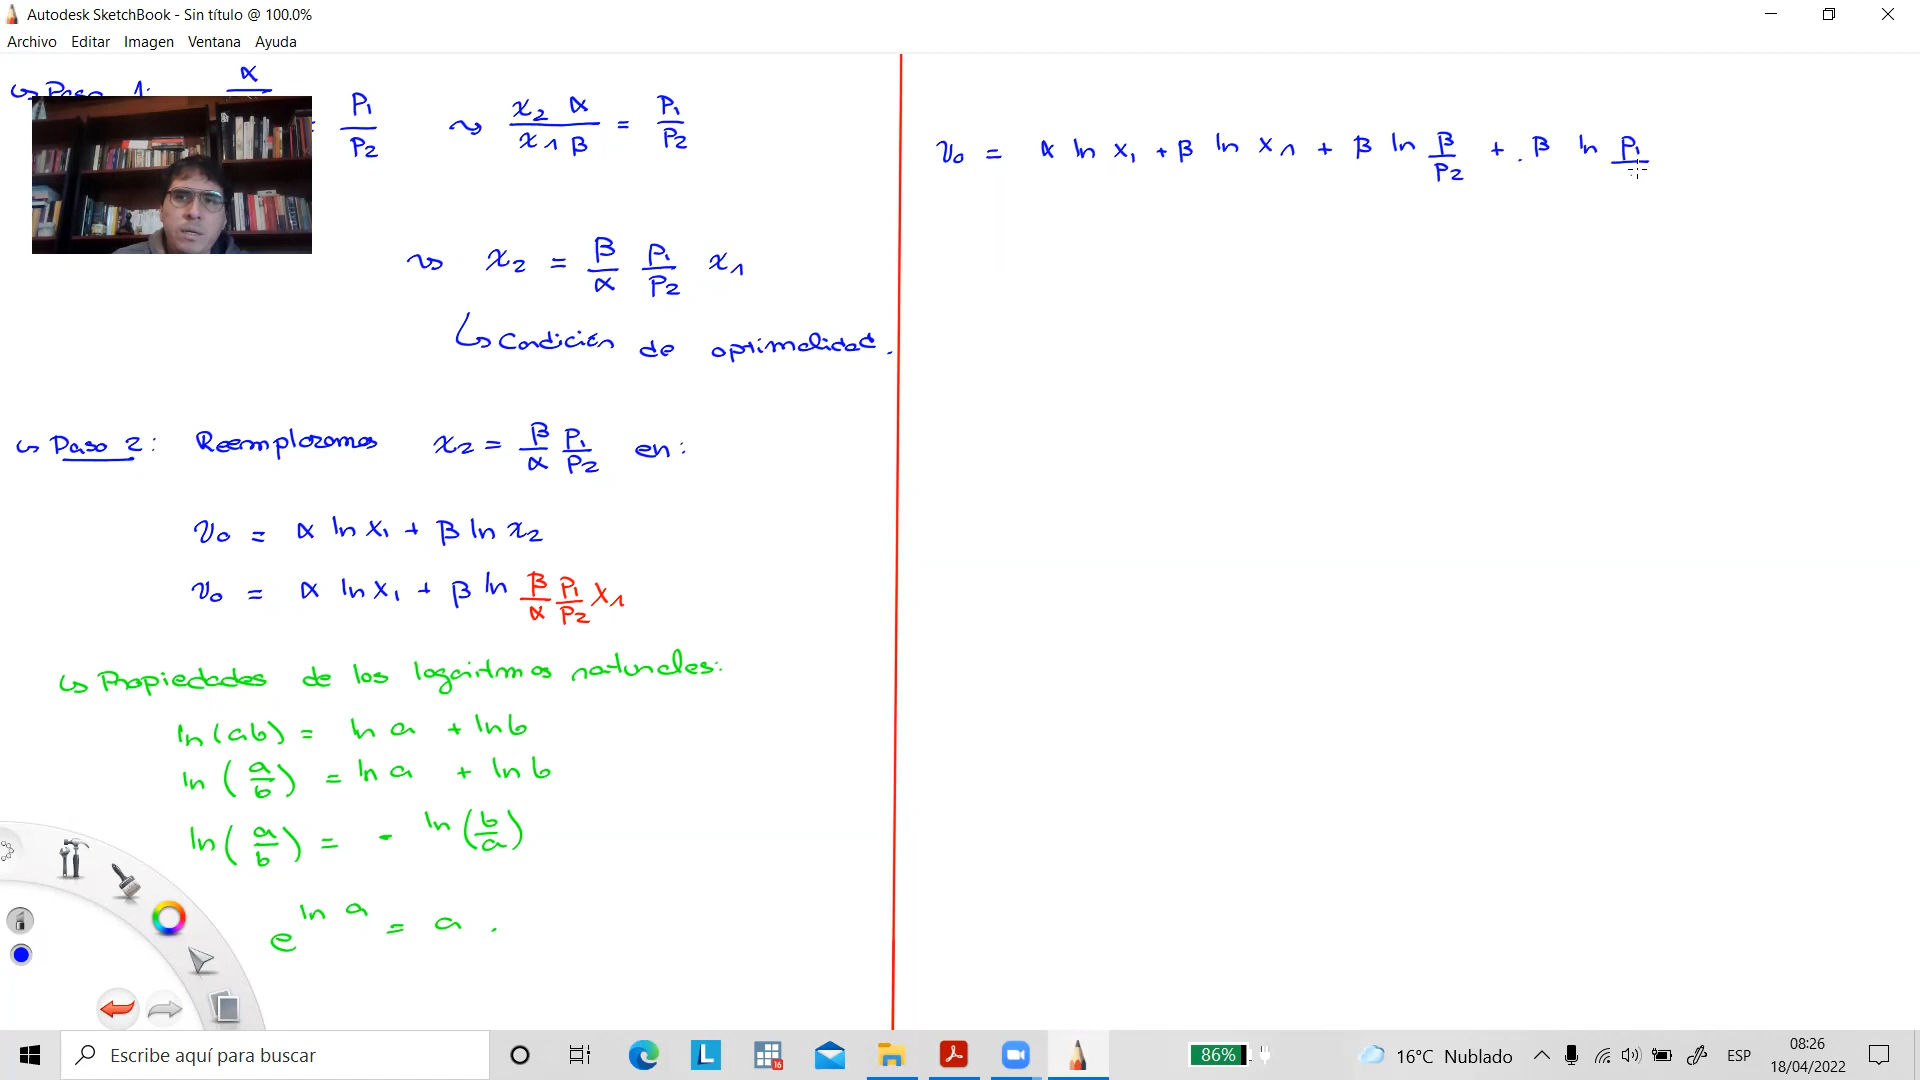 Autodesk SketchBook - Sin título @ 100.0%
Archivo Editar Imagen Ventana Ayuda
↳ Paso 1: α
P₁/P₂ ⤳ x₂ α / x₁ β = P₁/P₂
⤳ x₂ = β/α P₁/P₂ x₁
↳ Condición de optimalidad.
↳ Paso 2: Reemplazamos x₂ = β/α P₁/P₂ en:
v₀ = α ln x₁ + β ln x₂
v₀ = α ln x₁ + β ln β/α P₁/P₂ x₁
↳ Propiedades de los logaritmos naturales:
ln(ab) = ln a + ln b
ln(a/b) = ln a + ln b
ln(a/b) = - ln(b/a)
e^(ln a) = a .
v₀ = α ln x₁ + β ln x₁ + β ln β/P₂ + . β ln P₁/
Escribe aquí para buscar
L
16
86%
16°C Nublado
ESP
08:26
18/04/2022